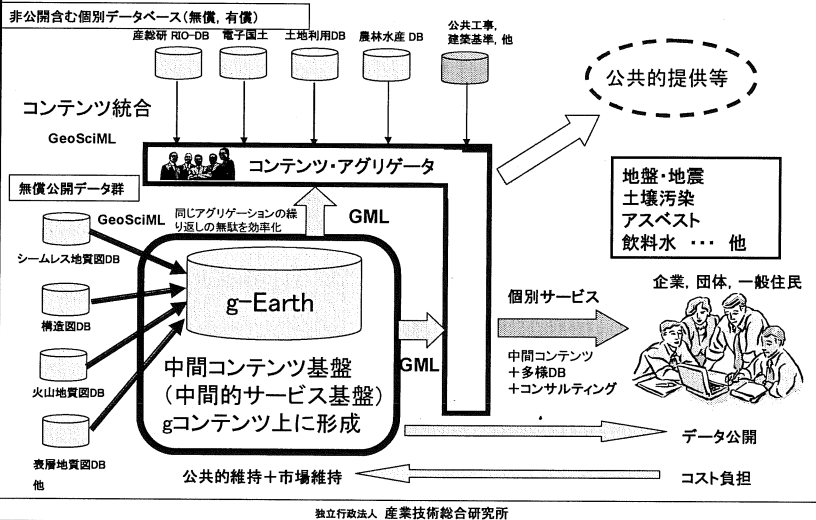 非公開含む個別データベース(無償, 有償)
産総研 RIO-DB
電子国土
土地利用DB
農林水産 DB
公共工事,
建築基準, 他
公共的提供等
コンテンツ統合
GeoSciML
コンテンツ・アグリゲータ
地盤・地震
土壌汚染
アスベスト
飲料水 ・・・ 他
無償公開データ群
GeoSciML
同じアグリゲーションの繰
り返しの無駄を効率化
GML
シームレス地質図DB
構造図DB
火山地質図DB
表層地質図DB
他
g-Earth
中間コンテンツ基盤
(中間的サービス基盤)
gコンテンツ上に形成
GML
個別サービス
中間コンテンツ
+多様DB
+コンサルティング
企業, 団体, 一般住民
データ公開
公共的維持+市場維持
コスト負担
独立行政法人 産業技術総合研究所